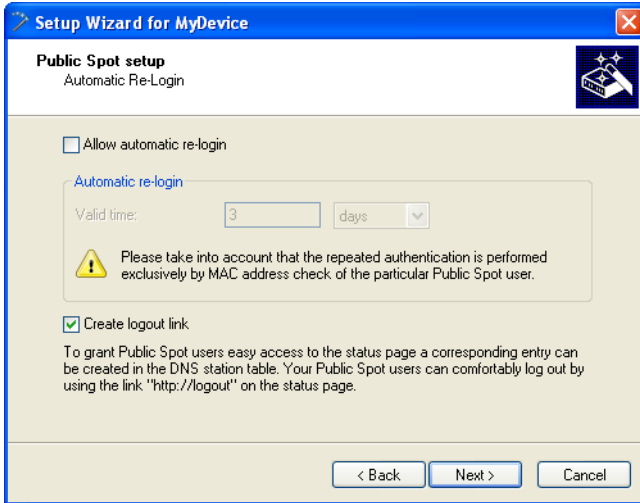 Setup Wizard for MyDevice
Public Spot setup
Automatic Re-Login
Allow automatic re-login
Automatic re-login
Valid time:
3
days
Please take into account that the repeated authentication is performed
exclusively by MAC address check of the particular Public Spot user.
Create logout link
To grant Public Spot users easy access to the status page a corresponding entry can
be created in the DNS station table. Your Public Spot users can comfortably log out by
using the link "http://logout" on the status page.
< Back
Next >
Cancel